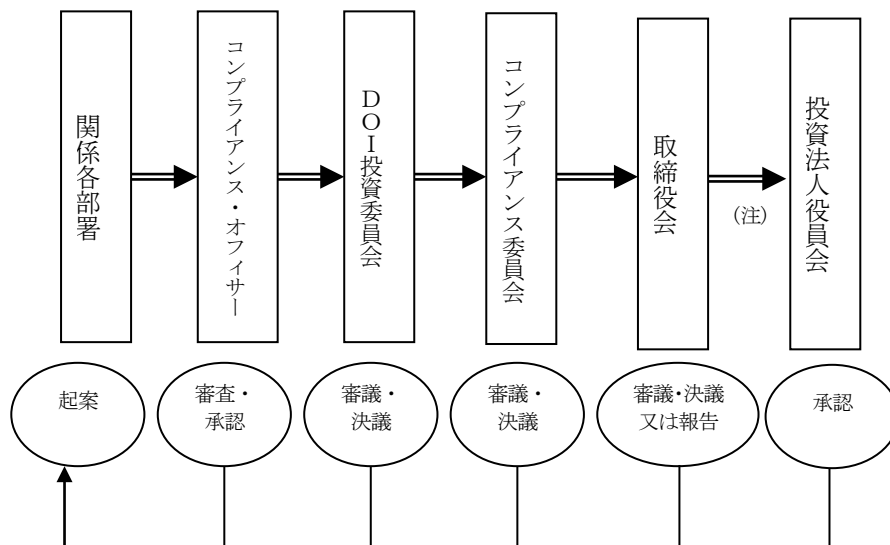 関係各部署
コンプライアンス・オフィサー
DOI投資委員会
コンプライアンス委員会
取締役会
(注)
投資法人役員会
起案
審査・
承認
審議・
決議
審議・
決議
審議・決議
又は報告
承認